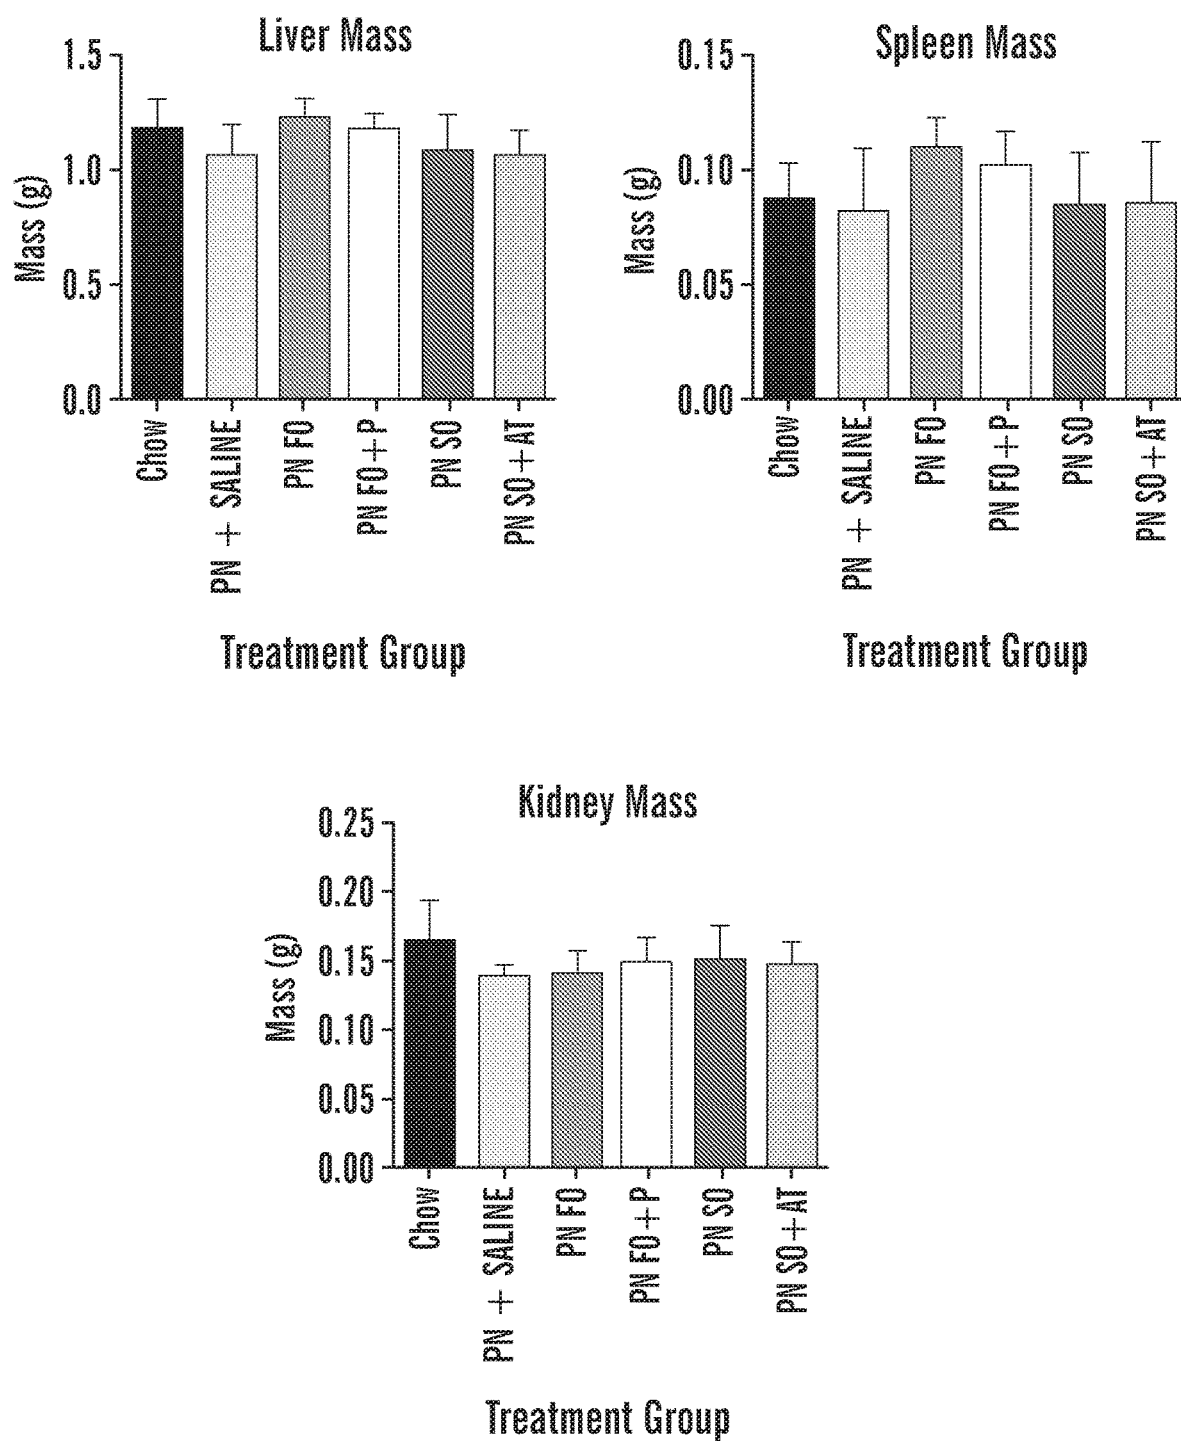 Liver Mass
Mass (g)
1.5
1.0
0.5
0.0
Chow
PN + SALINE
PN FO
PN FO+P
PN SO
PN SO+AT
Treatment Group
Spleen Mass
Mass (g)
0.15
0.10
0.05
0.00
Chow
PN + SALINE
PN FO
PN FO+P
PN SO
PN SO+AT
Treatment Group
Kidney Mass
Mass (g)
0.25
0.20
0.15
0.10
0.05
0.00
Chow
PN + SALINE
PN FO
PN FO+P
PN SO
PN SO+AT
Treatment Group